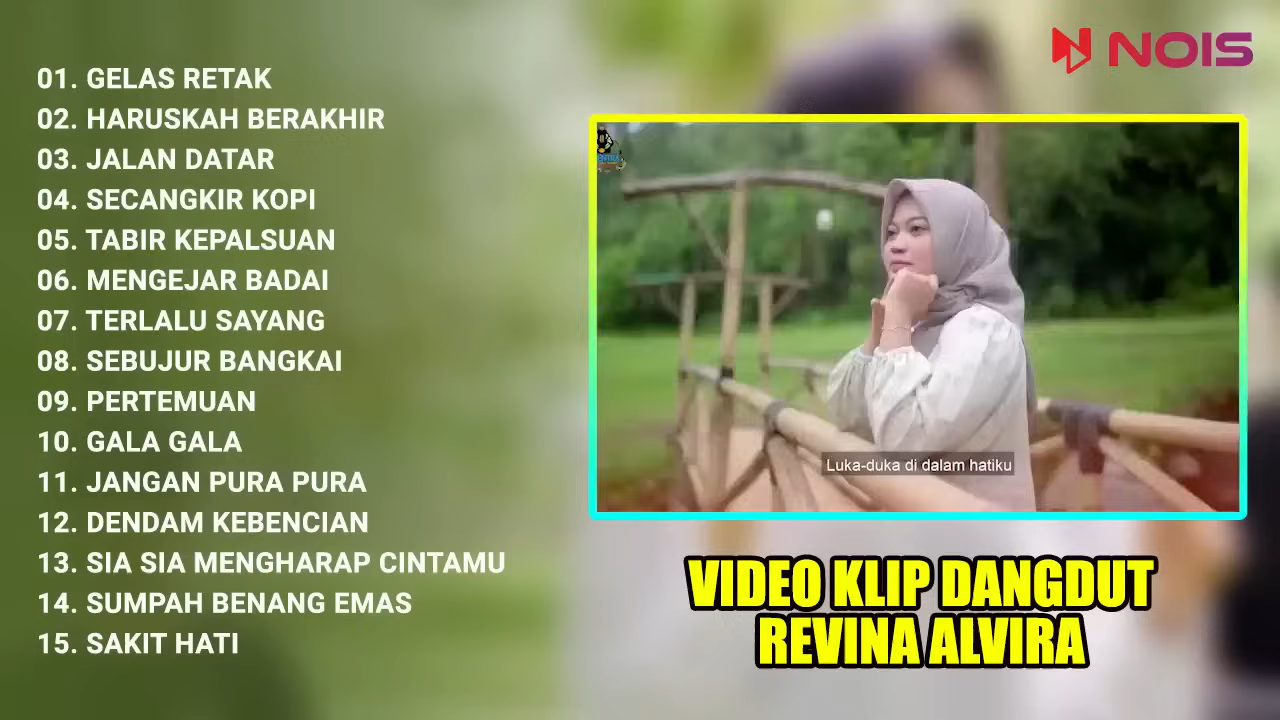 01. GELAS RETAK
02. HARUSKAH BERAKHIR
03. JALAN DATAR
04. SECANGKIR KOPI
05. TABIR KEPALSUAN
06. MENGEJAR BADAI
07. TERLALU SAYANG
08. SEBUJUR BANGKAI
09. PERTEMUAN
10. GALA GALA
11. JANGAN PURA PURA
12. DENDAM KEBENCIAN
13. SIA SIA MENGHARAP CINTAMU
14. SUMPAH BENANG EMAS
15. SAKIT HATI
NOIS
Luka-duka di dalam hatiku
VIDEO KLIP DANGDUT
REVINA ALVIRA